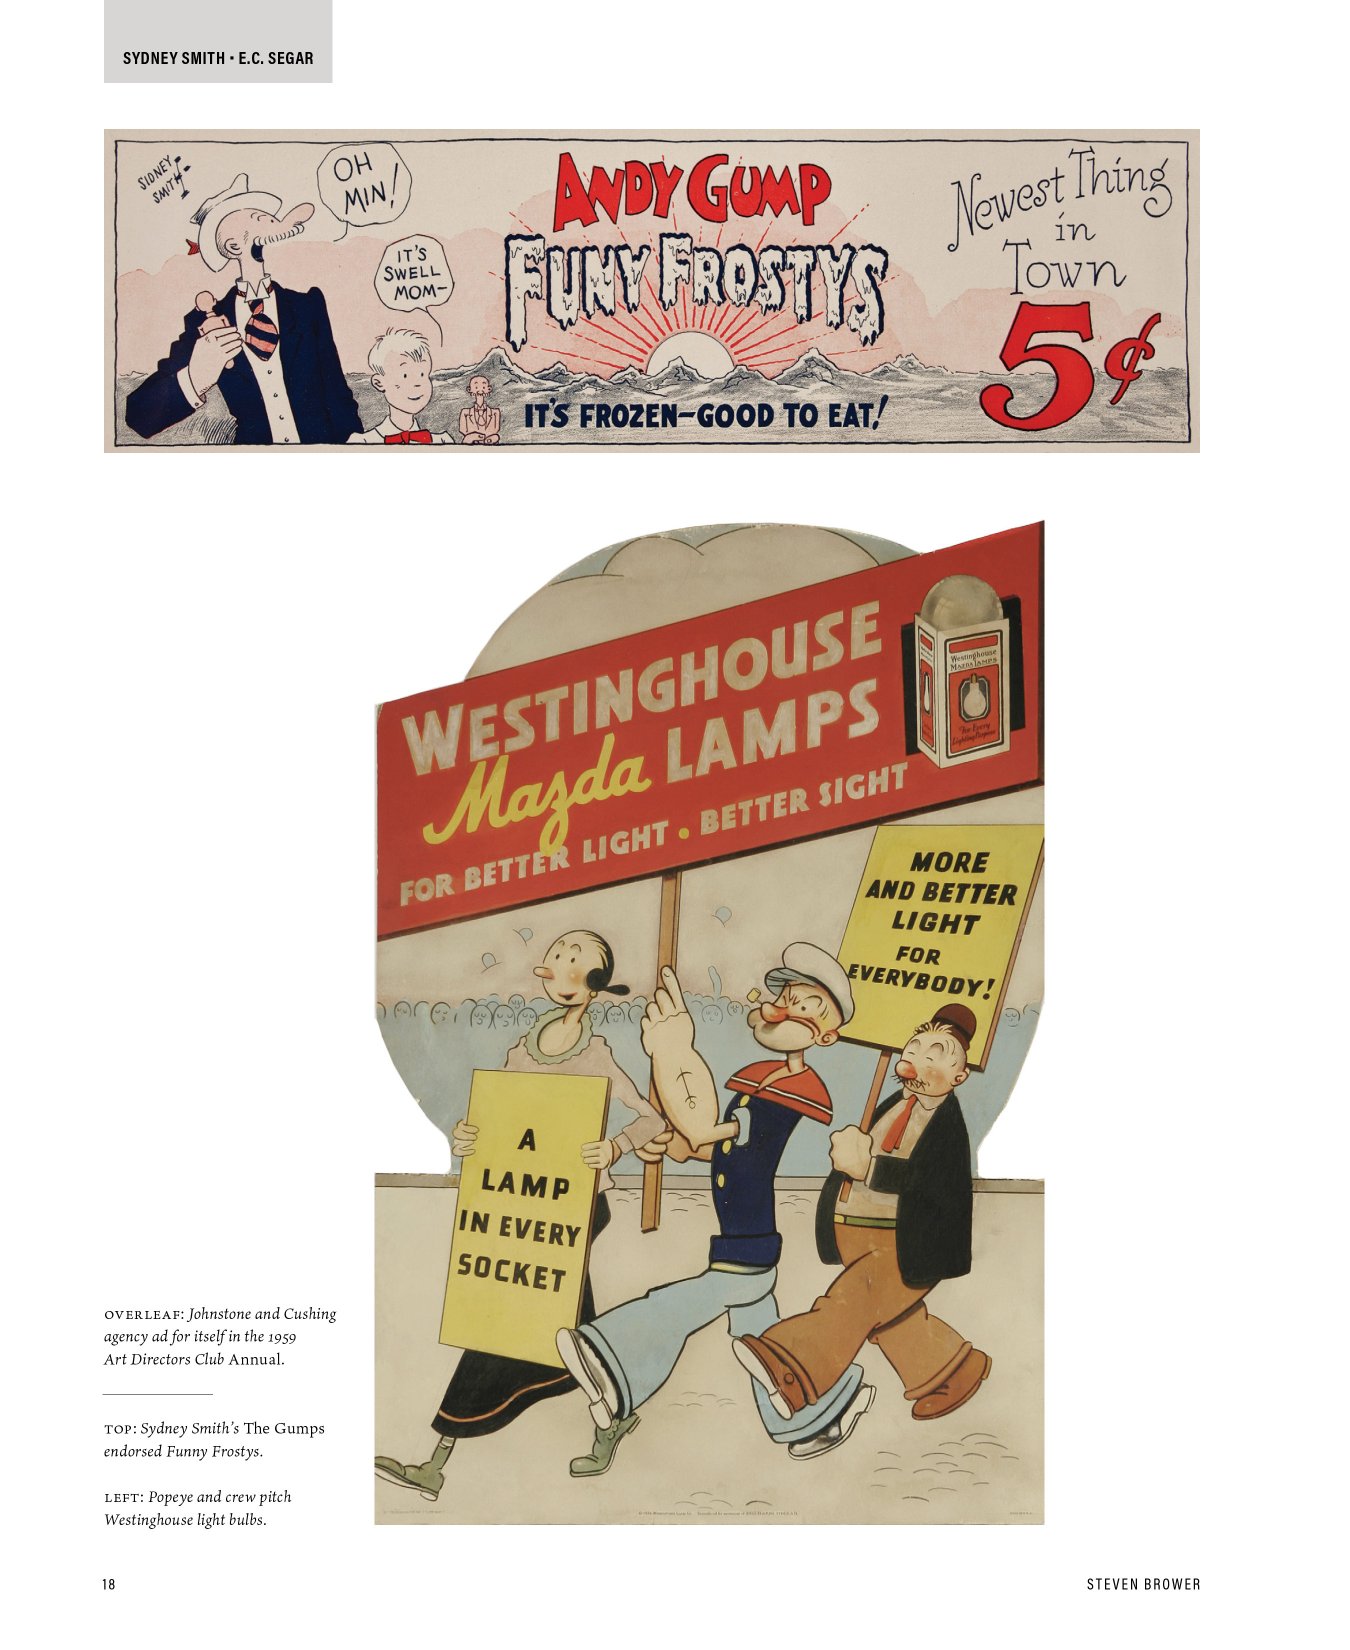 SYDNEY SMITH ▪ E.C. SEGAR
SIDNEY
SMITH
OH
MIN!
IT'S
SWELL
MOM—
ANDY GUMP
FUNY FROSTYS
IT'S FROZEN—GOOD TO EAT!
Newest Thing
in
Town
5¢
WESTINGHOUSE
Mazda LAMPS
FOR BETTER LIGHT • BETTER SIGHT
Westinghouse
MAZDA LAMPS
For Every
Lighting Purpose
MORE
AND BETTER
LIGHT
FOR
EVERYBODY!
A
LAMP
IN EVERY
SOCKET
OVERLEAF: Johnstone and Cushing
agency ad for itself in the 1959
Art Directors Club Annual.
TOP: Sydney Smith’s The Gumps
endorsed Funny Frostys.
LEFT: Popeye and crew pitch
Westinghouse light bulbs.
18
STEVEN BROWER